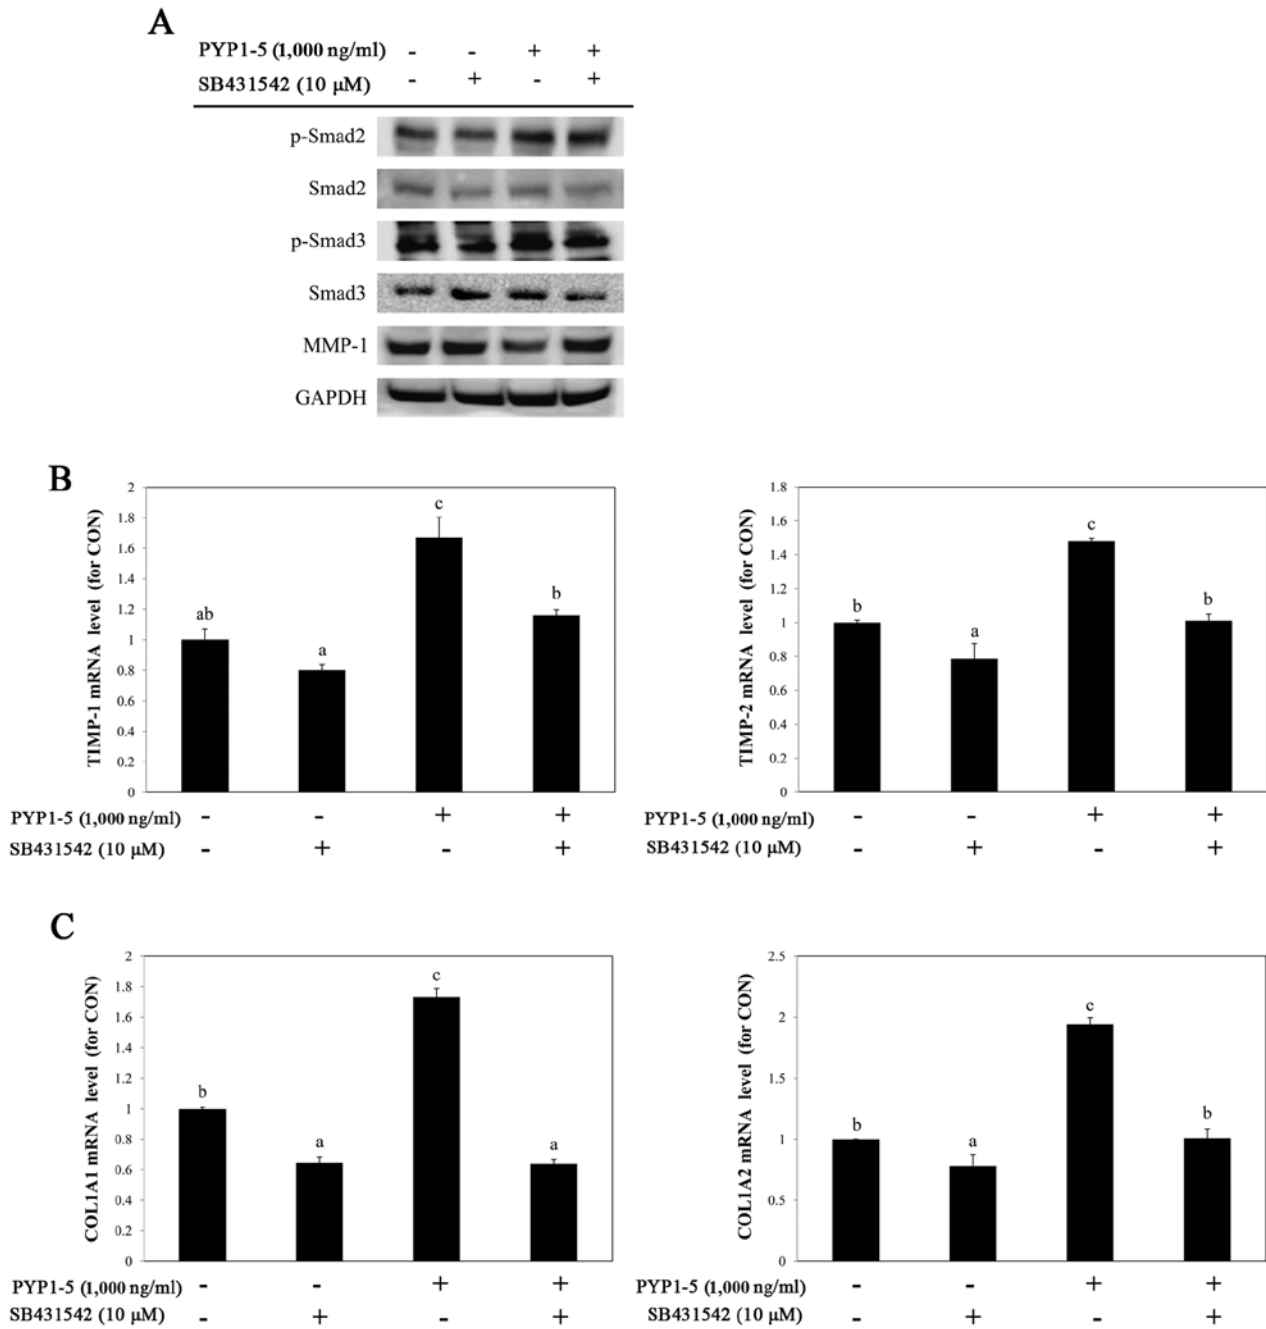 A
PYP1-5 (1,000 ng/ml) - - + +
SB431542 (10 µM) - + - +
p-Smad2
Smad2
p-Smad3
Smad3
MMP-1
GAPDH
B
TIMP-1 mRNA level (for CON)
2
1.8
1.6
1.4
1.2
1
0.8
0.6
0.4
0.2
0
ab a c b
PYP1-5 (1,000 ng/ml) - - + +
SB431542 (10 µM) - + - +
TIMP-2 mRNA level (for CON)
1.8
1.6
1.4
1.2
1
0.8
0.6
0.4
0.2
0
b a c b
PYP1-5 (1,000 ng/ml) - - + +
SB431542 (10 µM) - + - +
C
COL1A1 mRNA level (for CON)
2
1.8
1.6
1.4
1.2
1
0.8
0.6
0.4
0.2
0
b a c a
PYP1-5 (1,000 ng/ml) - - + +
SB431542 (10 µM) - + - +
COL1A2 mRNA level (for CON)
2.5
2
1.5
1
0.5
0
b a c b
PYP1-5 (1,000 ng/ml) - - + +
SB431542 (10 µM) - + - +